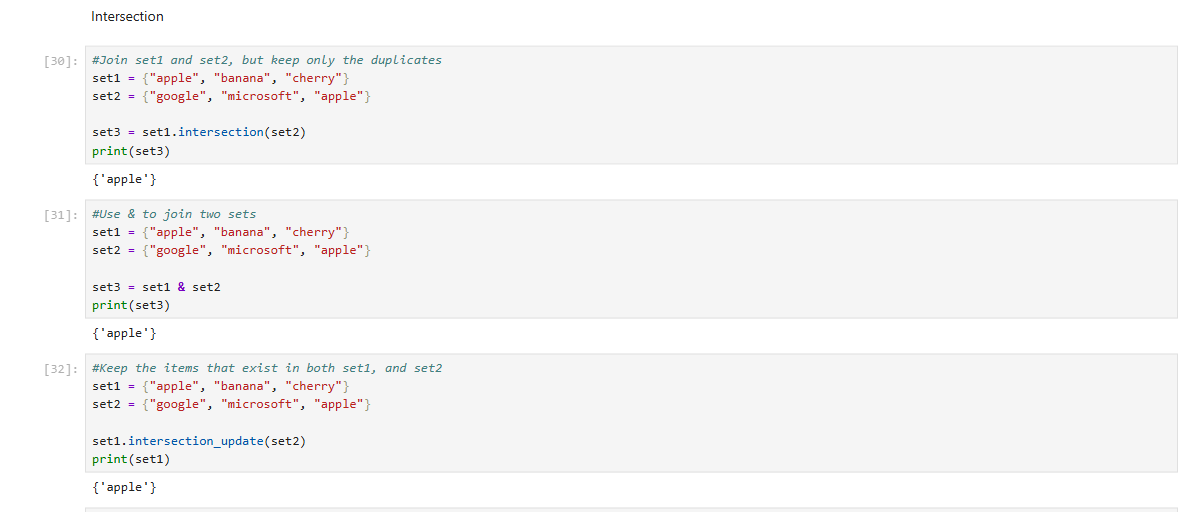 Intersection
[30]: #Join set1 and set2, but keep only the duplicates
set1 = {"apple", "banana", "cherry"}
set2 = {"google", "microsoft", "apple"}
set3 = set1.intersection(set2)
print(set3)
{'apple'}
[31]: #Use & to join two sets
set1 = {"apple", "banana", "cherry"}
set2 = {"google", "microsoft", "apple"}
set3 = set1 & set2
print(set3)
{'apple'}
[32]: #Keep the items that exist in both set1, and set2
set1 = {"apple", "banana", "cherry"}
set2 = {"google", "microsoft", "apple"}
set1.intersection_update(set2)
print(set1)
{'apple'}